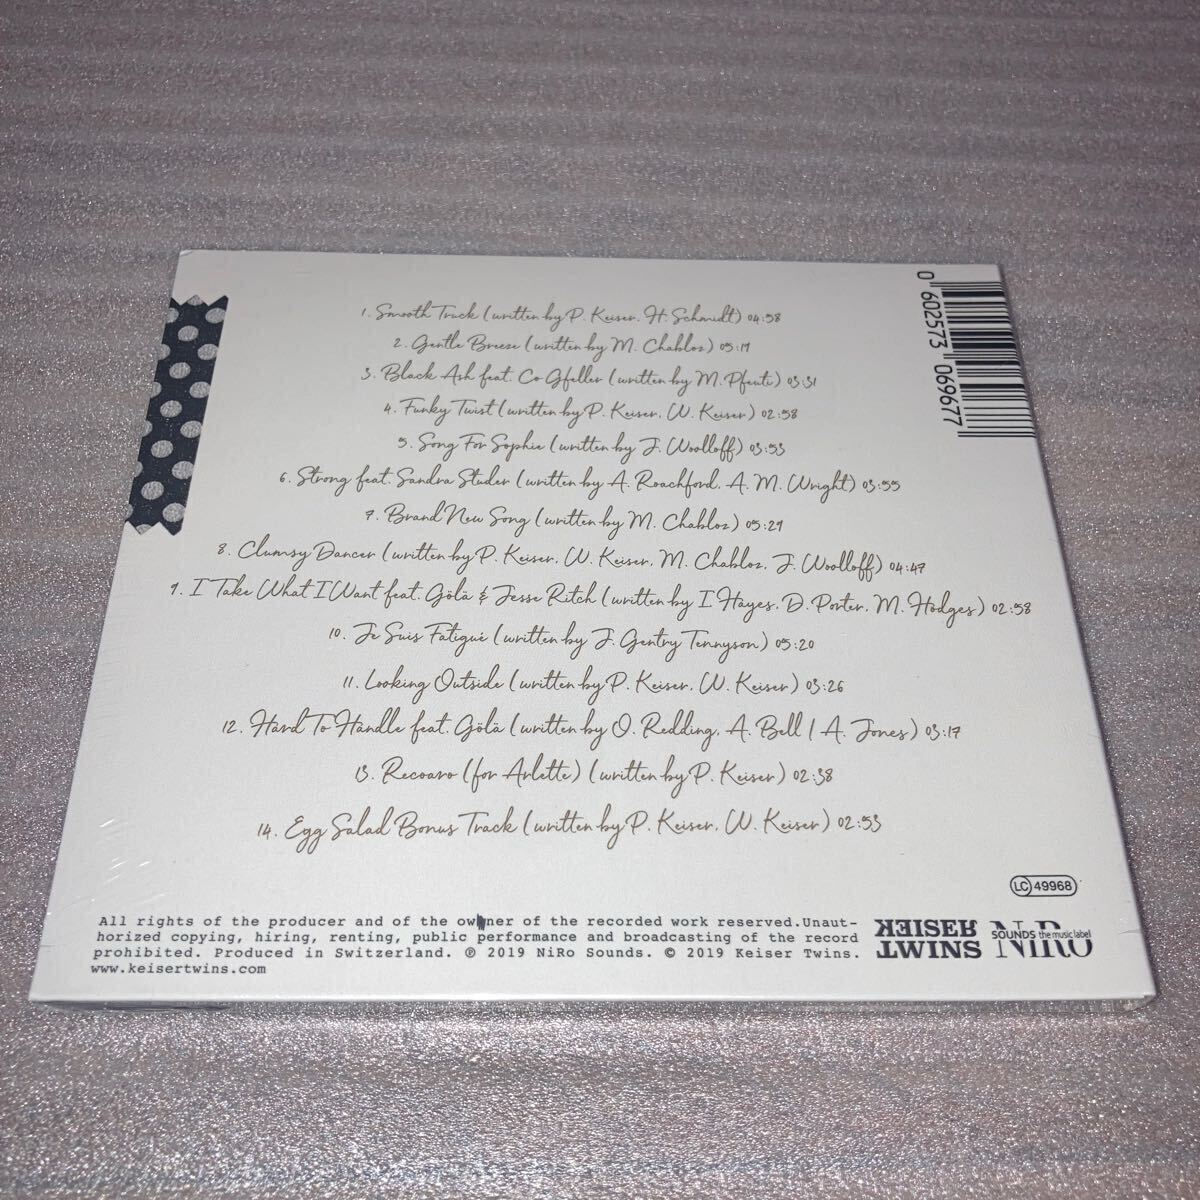 1. Smooth Track (written by P. Keiser, H. Schmidt) 04:58
2. Gentle Breeze (written by M. Chabloz) 05:19
3. Black Ash feat. Co Gfeller (written by M. Pfeuti) 03:31
4. Funky Twist (written by P. Keiser, W. Keiser) 02:58
5. Song For Sophie (written by J. Woolloff) 03:53
6. Strong feat. Sandra Studer (written by A. Roachford, A. M. Wright) 03:55
7. Brand New Song (written by M. Chabloz) 05:29
8. Clumsy Dancer (written by P. Keiser, W. Keiser, M. Chabloz, J. Woolloff) 04:47
9. I Take What I Want feat. Gölä & Jesse Ritch (written by I Hayes, D. Porter, M. Hodges) 02:58
10. Je Suis Fatigué (written by J. Gentry Tennyson) 05:20
11. Looking Outside (written by P. Keiser, W. Keiser) 03:26
12. Hard To Handle feat. Gölä (written by O. Redding, A. Bell / A. Jones) 03:17
13. Recoaro (for Arlette) (written by P. Keiser) 02:38
14. Egg Salad Bonus Track (written by P. Keiser, W. Keiser) 02:53
0 602573 069677
LC 49968
All rights of the producer and of the owner of the recorded work reserved.Unaut-
horized copying, hiring, renting, public performance and broadcasting of the record
prohibited. Produced in Switzerland. ℗ 2019 NiRo Sounds. © 2019 Keiser Twins.
www.keisertwins.com
KEISER
TWINS
SOUNDS the music label
NiRo